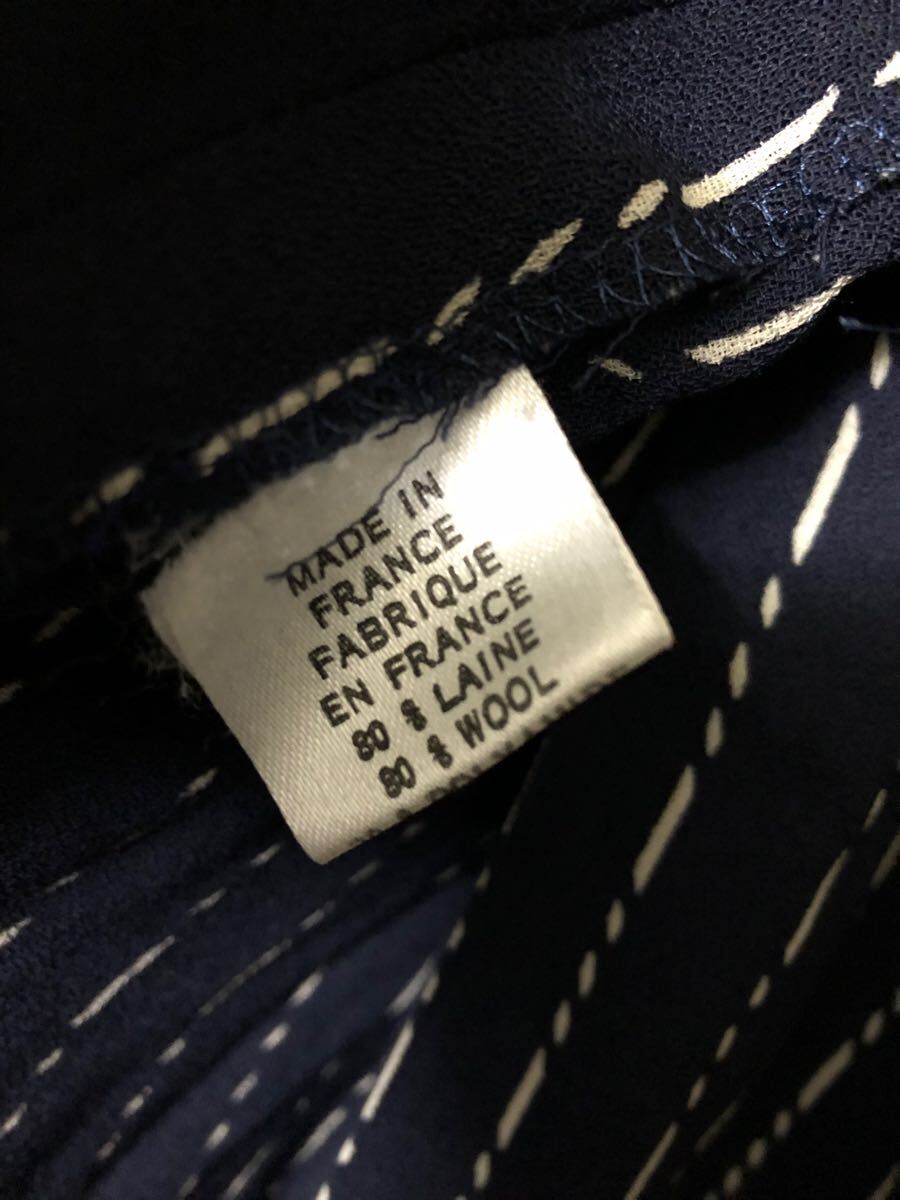 MADE IN
FRANCE
FABRIQUE
EN FRANCE
80 % LAINE
80 % WOOL